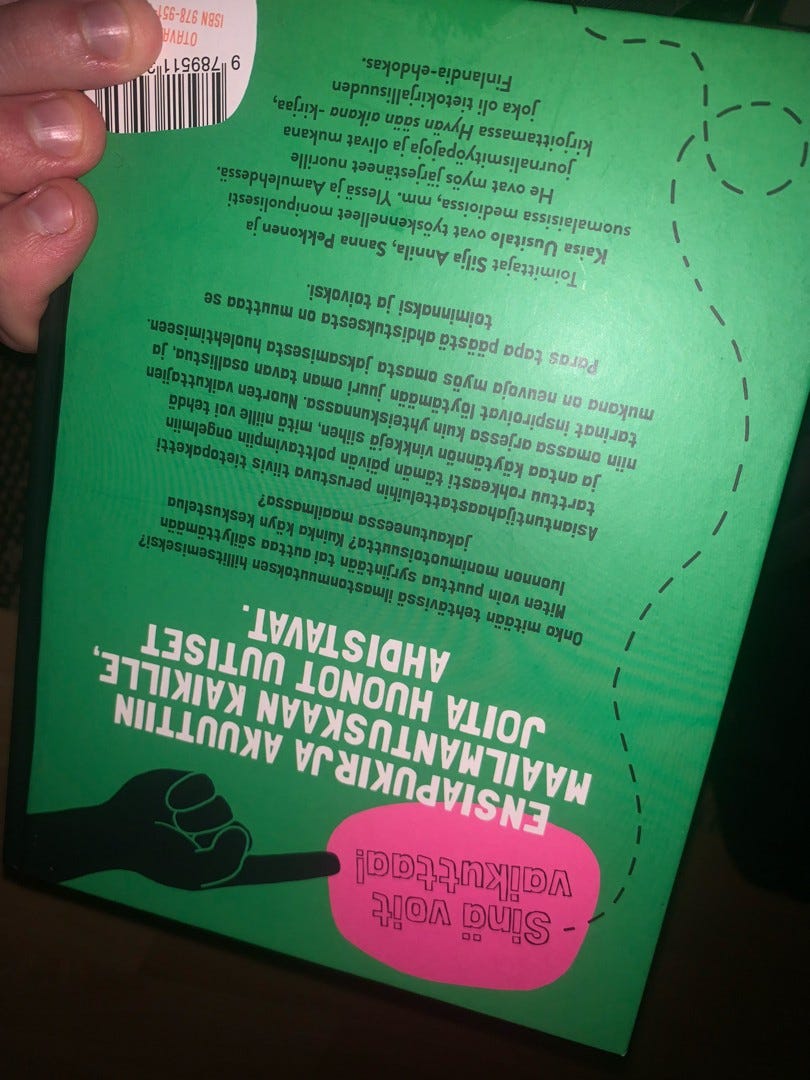 Sinä voit
vaikuttaa!
ENSIAPUKIRJA AKUUTTIIN
MAAILMANTUSKAAN KAIKILLE,
JOITA HUONOT UUTISET
AHDISTAVAT.
Onko mitään tehtävissä ilmastonmuutoksen hillitsemiseksi?
Miten voin puuttua syrjintään tai auttaa säilyttämään
luonnon monimuotoisuutta? Kuinka käyn keskustelua
jakautuneessa maailmassa?
Asiantuntijahaastatteluihin perustuva tiivis tietopaketti
tarttuu rohkeasti tämän päivän polttavimpiin ongelmiin
ja antaa käytännön vinkkejä siihen, mitä niille voi tehdä
niin omassa arjessa kuin yhteiskunnassa. Nuorten vaikuttajien
tarinat inspiroivat löytämään juuri oman tavan osallistua, ja
mukana on neuvoja myös omasta jaksamisesta huolehtimiseen.
Paras tapa päästä ahdistuksesta on muuttaa se
toiminnaksi ja toivoksi.
Toimittajat Silja Annila, Sanna Pekkonen ja
Kaisa Uusitalo ovat työskennelleet monipuolisesti
suomalaisissa medioissa, mm. Ylessä ja Aamulehdessä.
He ovat myös järjestäneet nuorille
journalismityöpajoja ja olivat mukana
kirjoittamassa Hyvän sään aikana -kirjaa,
joka oli tietokirjallisuuden
Finlandia-ehdokas.
9 789511
OTAVA
ISBN 978-951